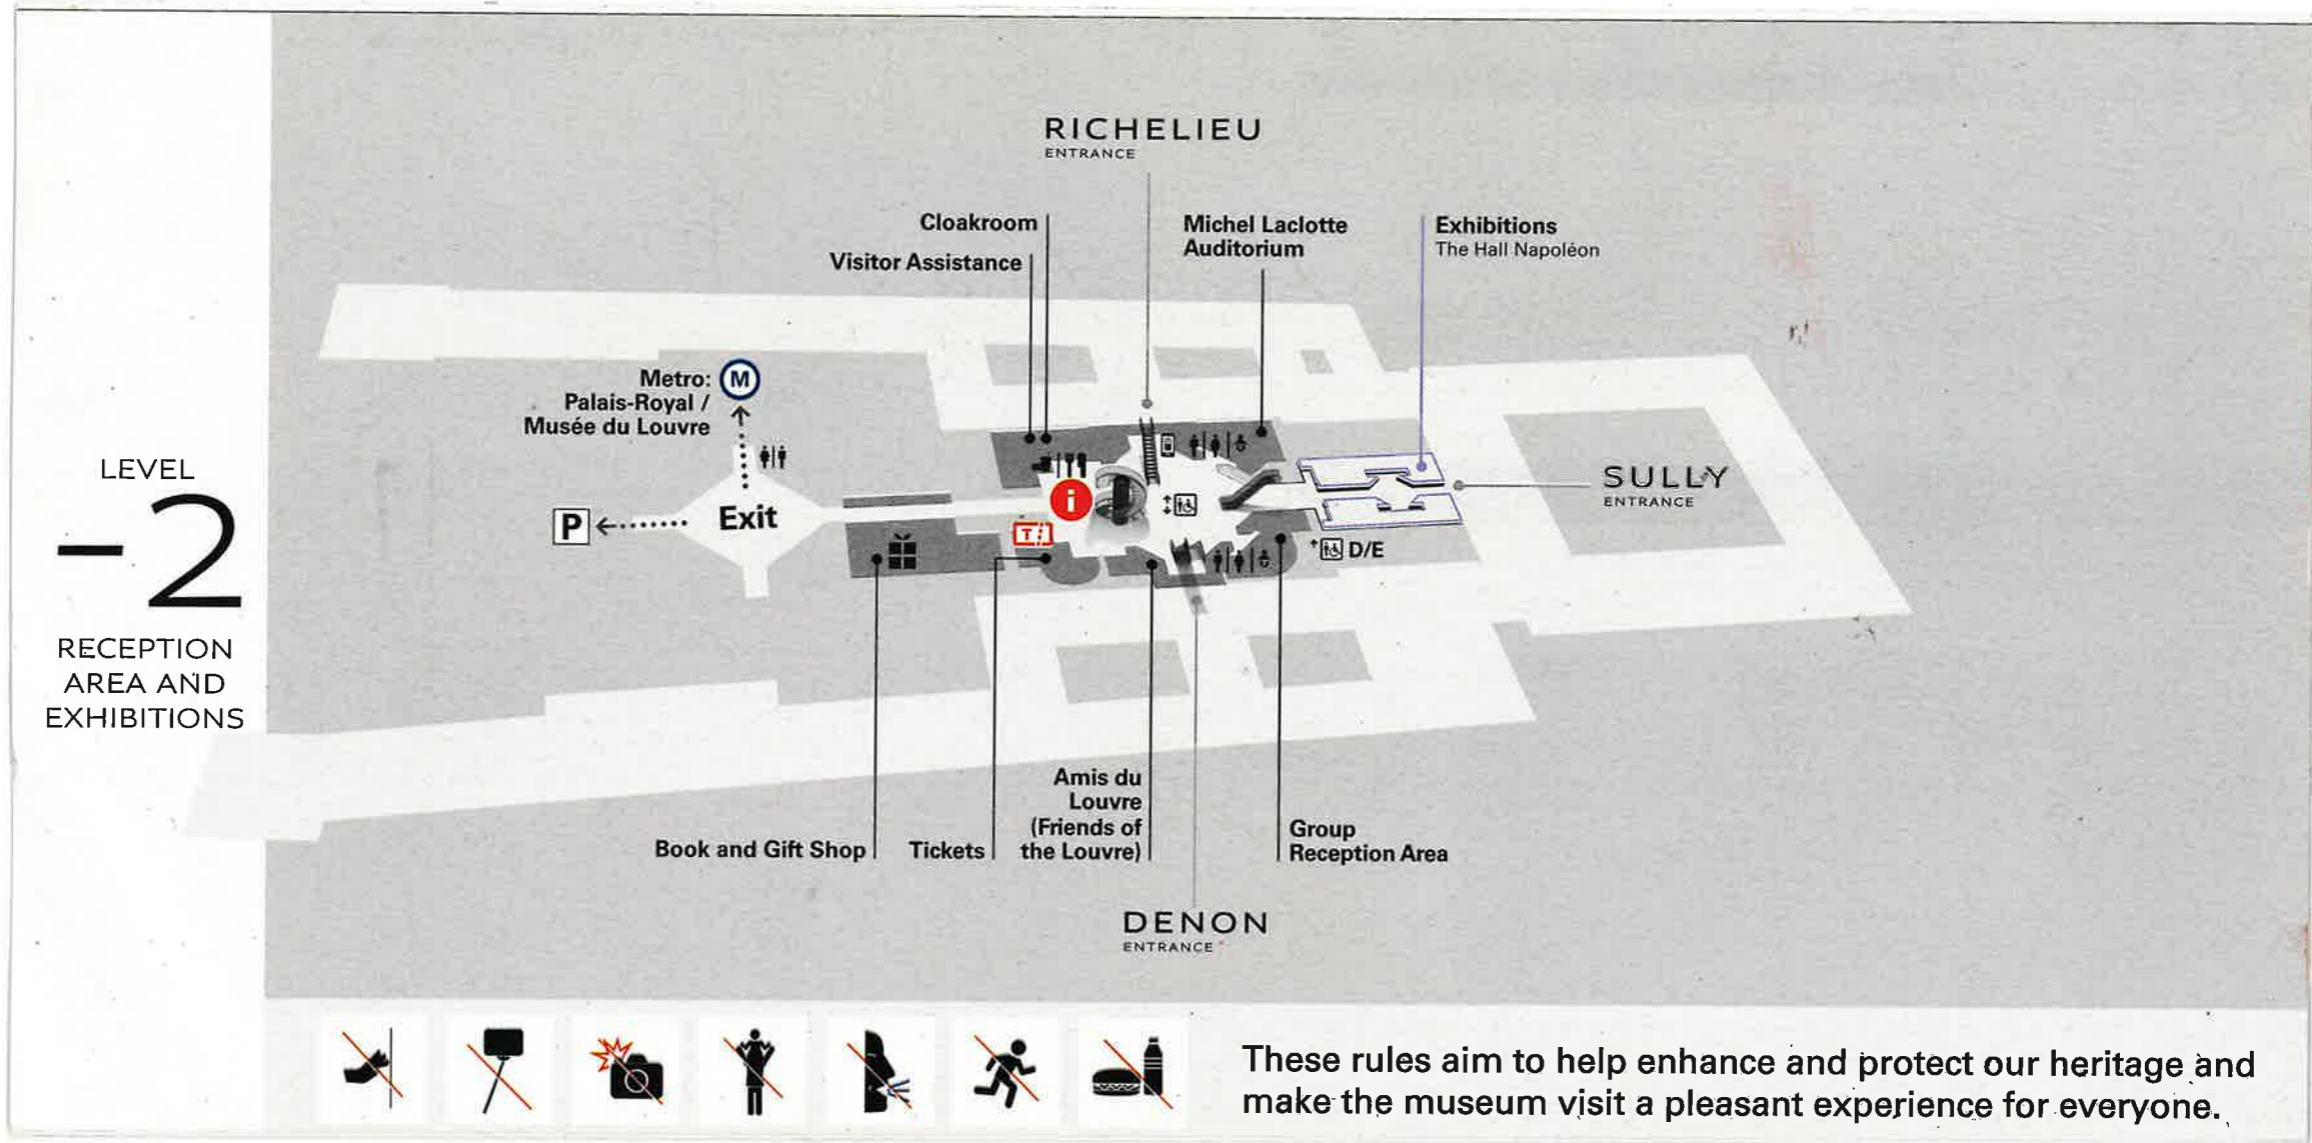 RICHELIEU
ENTRANCE
Cloakroom
Visitor Assistance
Michel Laclotte
Auditorium
Exhibitions
The Hall Napoléon
Metro:
Palais-Royal /
Musée du Louvre
M
P
Exit
i
T
D/E
SULLY
ENTRANCE
LEVEL
-2
RECEPTION
AREA AND
EXHIBITIONS
Book and Gift Shop
Tickets
Amis du
Louvre
(Friends of
the Louvre)
Group
Reception Area
DENON
ENTRANCE
These rules aim to help enhance and protect our heritage and
make the museum visit a pleasant experience for everyone.